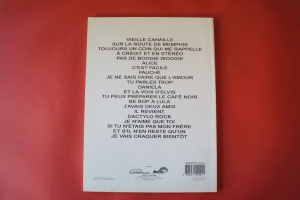 VIEILLE CANAILLE
SUR LA ROUTE DE MEMPHIS
TOUJOURS UN COIN QUI ME RAPPELLE
À CRÉDIT ET EN STÉRÉO
PAS DE BOOGIE WOOGIE
ALICE
C'EST FACILE
FAUCHÉ
JE NE SAIS FAIRE QUE L'AMOUR
TU PARLES TROP
DANIELA
ET LA VOIX D'ELVIS
TU PEUX PRÉPARER LE CAFÉ NOIR
BE BOP A LULA
J'AVAIS DEUX AMIS
IL REVIENT
DACTYLO ROCK
JE N'AIME QUE TOI
SI TU N'ÉTAIS PAS MON FRÈRE
ET S'IL N'EN RESTE QU'UN
JE VAIS CRAQUER BIENTÔT